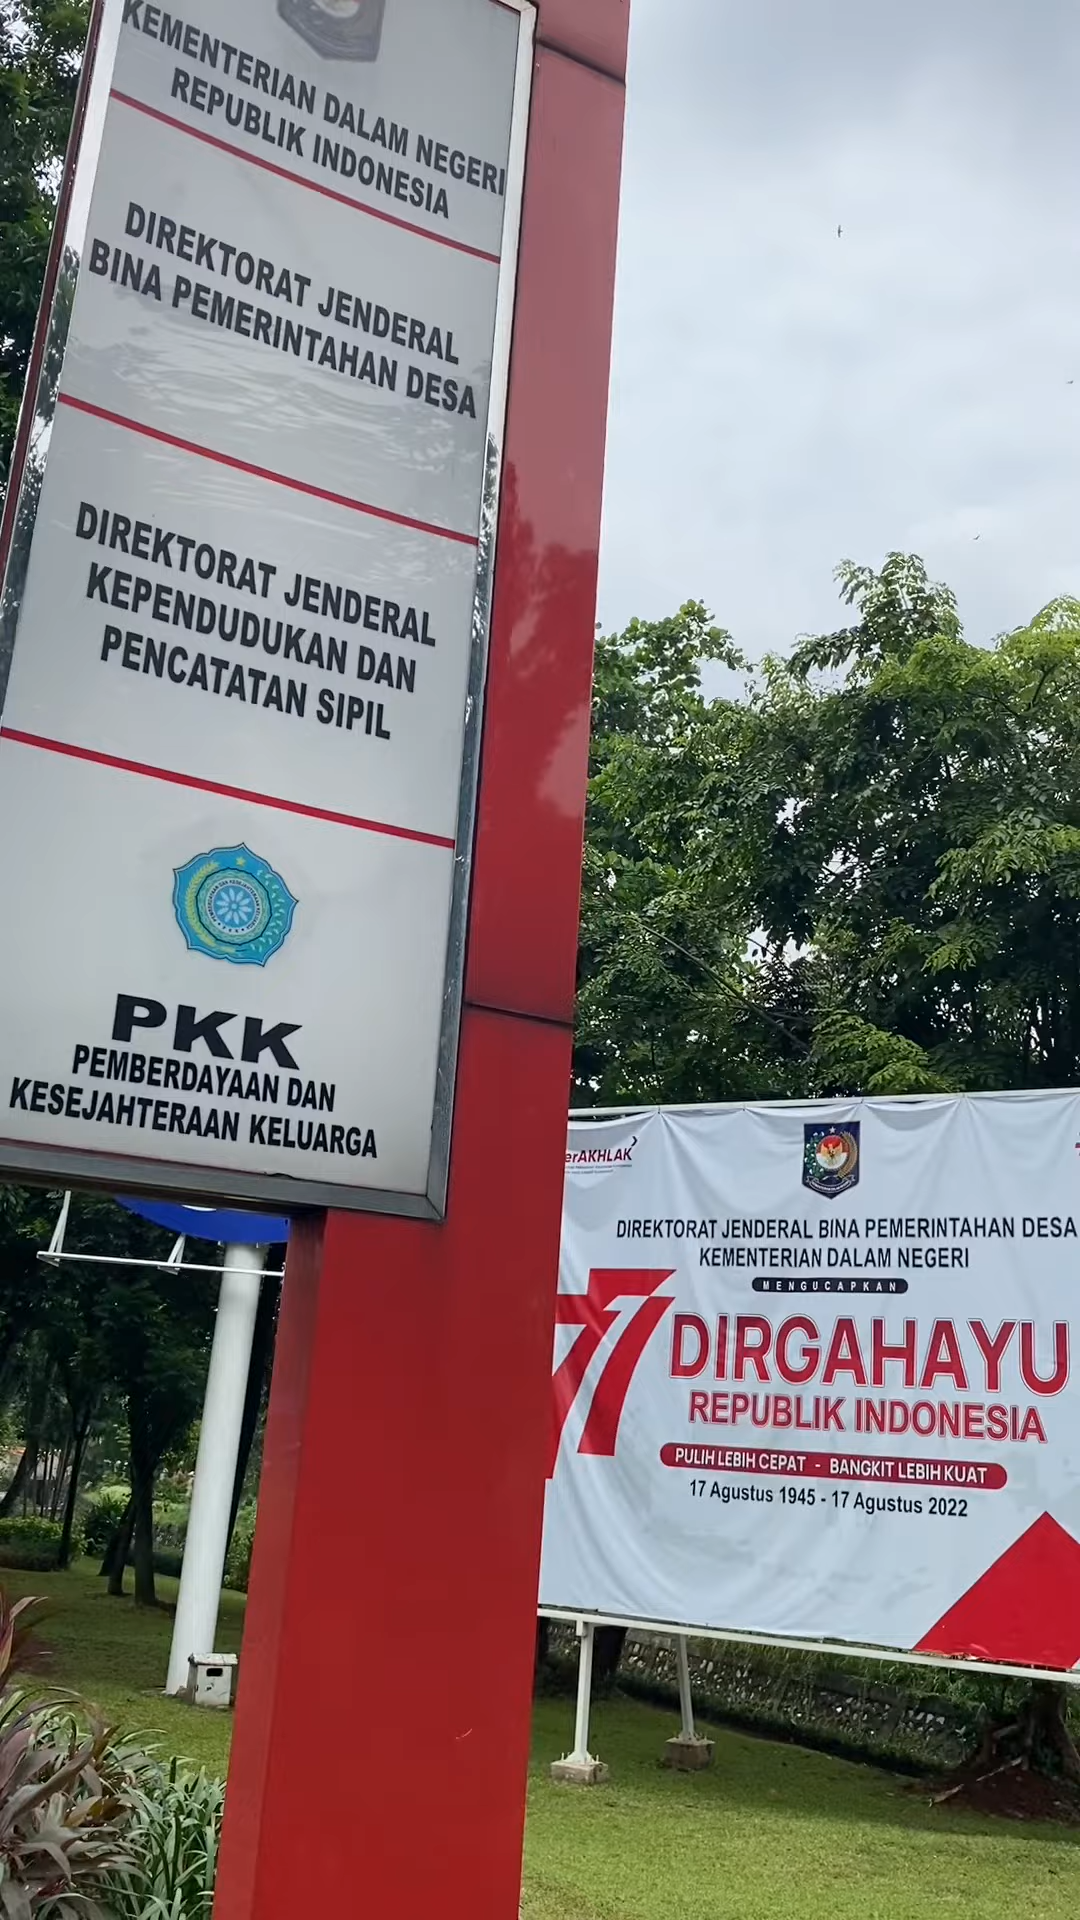 KEMENTERIAN DALAM NEGERI
REPUBLIK INDONESIA
DIREKTORAT JENDERAL
BINA PEMERINTAHAN DESA
DIREKTORAT JENDERAL
KEPENDUDUKAN DAN
PENCATATAN SIPIL
PKK
PEMBERDAYAAN DAN
KESEJAHTERAAN KELUARGA
erAKHLAK
DIREKTORAT JENDERAL BINA PEMERINTAHAN DESA
KEMENTERIAN DALAM NEGERI
MENGUCAPKAN
77
DIRGAHAYU
REPUBLIK INDONESIA
PULIH LEBIH CEPAT - BANGKIT LEBIH KUAT
17 Agustus 1945 - 17 Agustus 2022